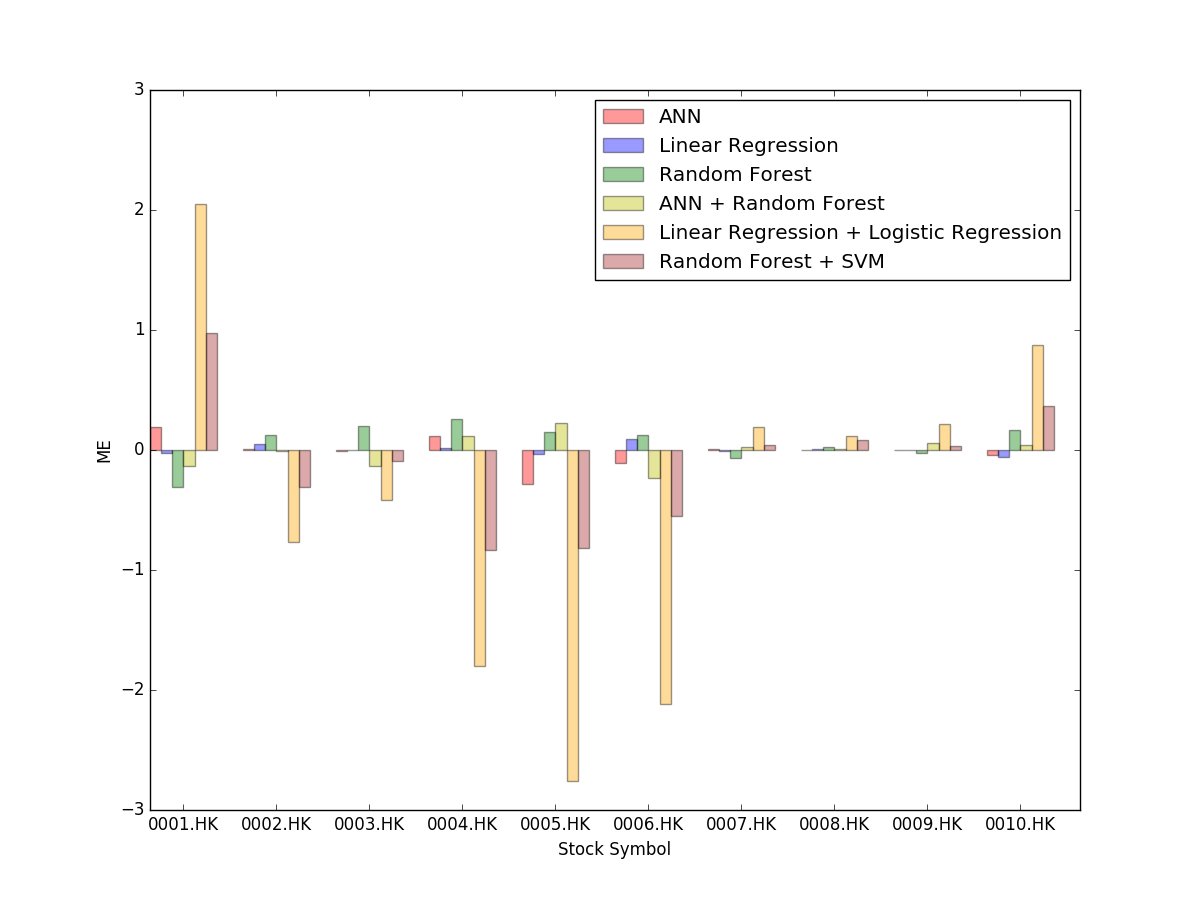 3
2
1
0
−1
−2
−3
ME
ANN
Linear Regression
Random Forest
ANN + Random Forest
Linear Regression + Logistic Regression
Random Forest + SVM
0001.HK 0002.HK 0003.HK 0004.HK 0005.HK 0006.HK 0007.HK 0008.HK 0009.HK 0010.HK
Stock Symbol